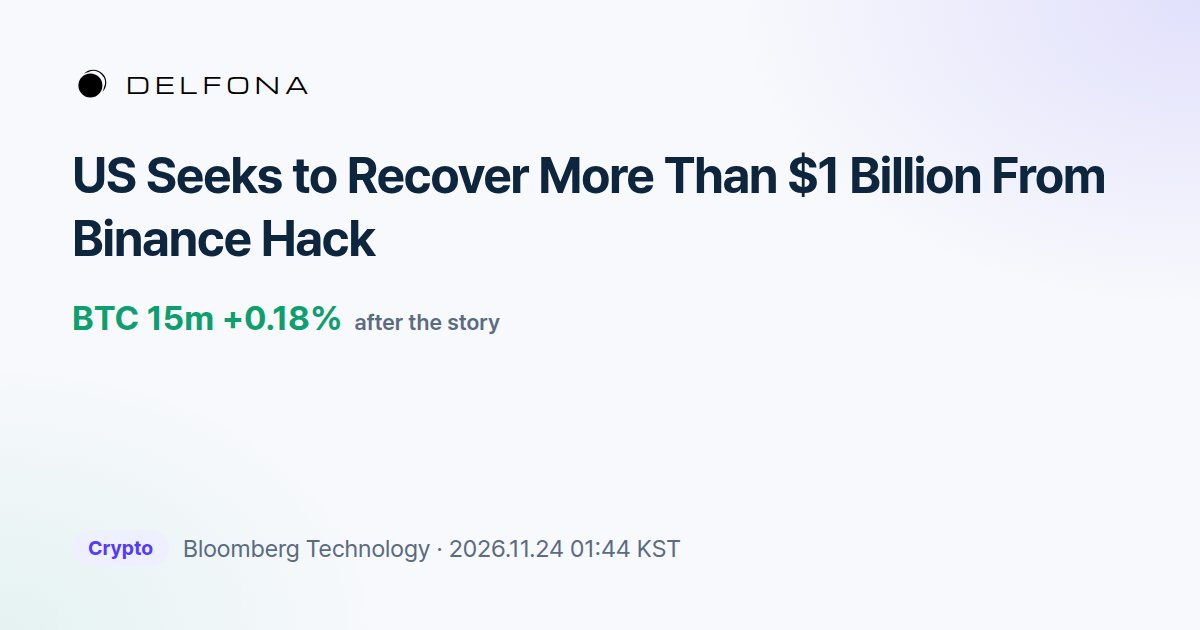 DELFONA
US Seeks to Recover More Than $1 Billion From
Binance Hack
BTC 15m +0.18% after the story
Crypto Bloomberg Technology · 2026.11.24 01:44 KST